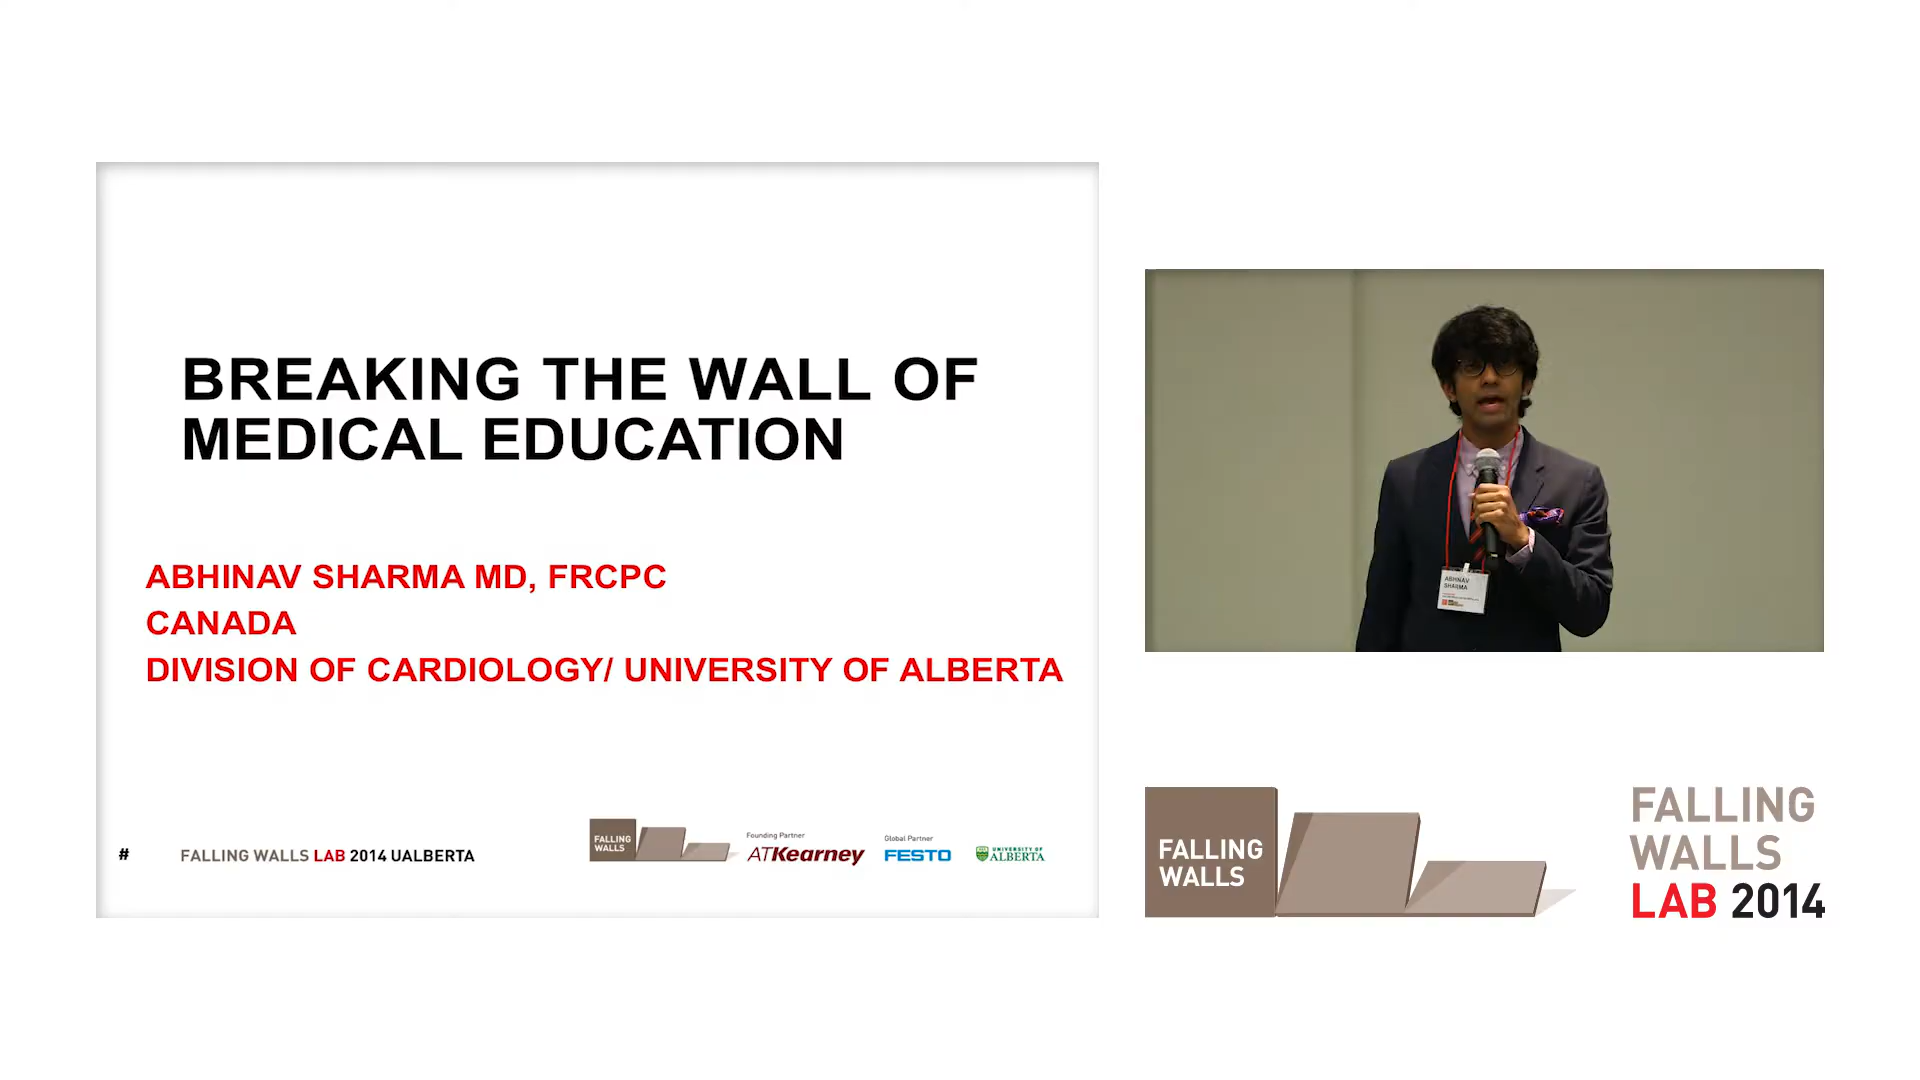 BREAKING THE WALL OF
MEDICAL EDUCATION
ABHINAV SHARMA MD, FRCPC
CANADA
DIVISION OF CARDIOLOGY/ UNIVERSITY OF ALBERTA
#
FALLING WALLS LAB 2014 UALBERTA
FALLING
WALLS
Founding Partner
ATKearney
Global Partner
FESTO
UNIVERSITY OF
ALBERTA
ABHINAV
SHARMA
FALLING
WALLS
FALLING
WALLS
LAB 2014